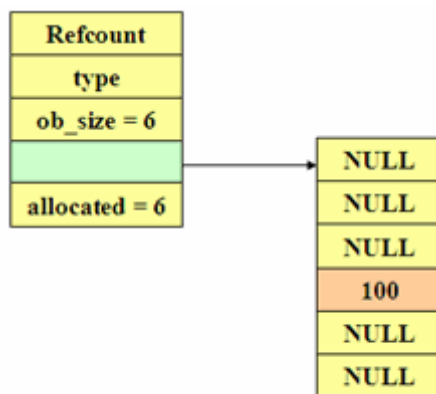 Refcount
type
ob_size = 6
allocated = 6
NULL
NULL
NULL
100
NULL
NULL